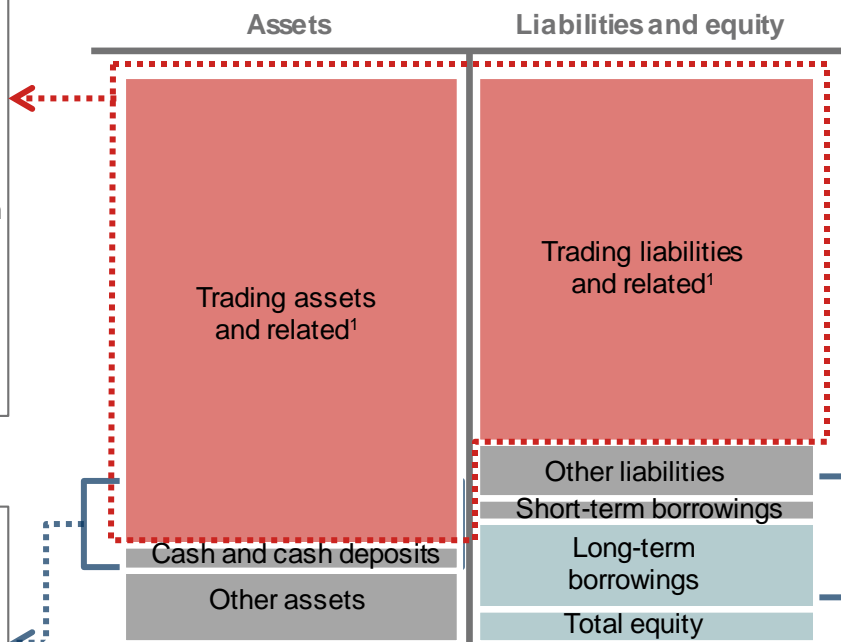 Assets
Liabilities and equity
Trading assets
and related¹
Trading liabilities
and related¹
Other liabilities
Short-term borrowings
Cash and cash deposits
Long-term
borrowings
Other assets
Total equity